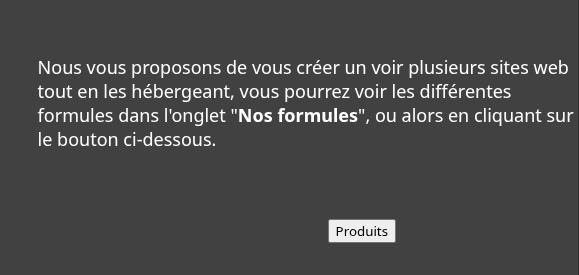 Nous vous proposons de vous créer un voir plusieurs sites web
tout en les hébergeant, vous pourrez voir les différentes
formules dans l'onglet "Nos formules", ou alors en cliquant sur
le bouton ci-dessous.
Produits